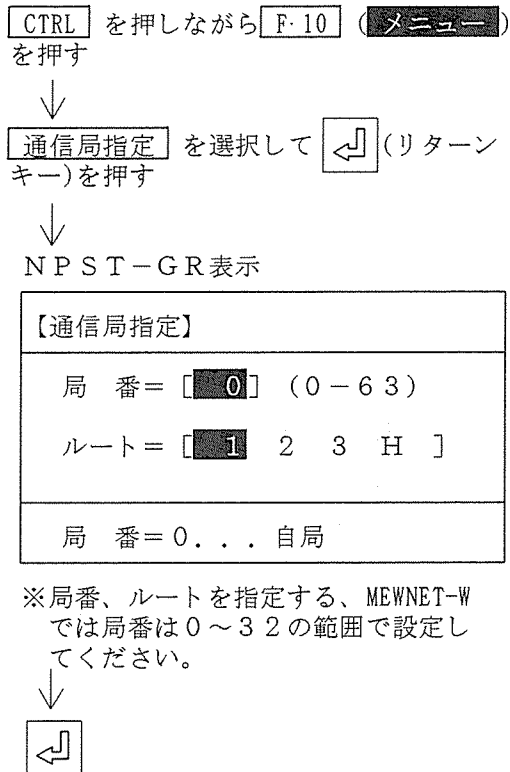 CTRL を押しながら F・10 (メニュー)
を押す
↓
通信局指定 を選択して (リターン
キー)を押す
↓
NPST－GR表示
【通信局指定】
局 番＝［ 0］ (0－63)
ルート＝［ 1 2 3 H ］
局 番＝0．．．自局
※局番、ルートを指定する、MEWNET-W
では局番は0～32の範囲で設定し
てください。
↓